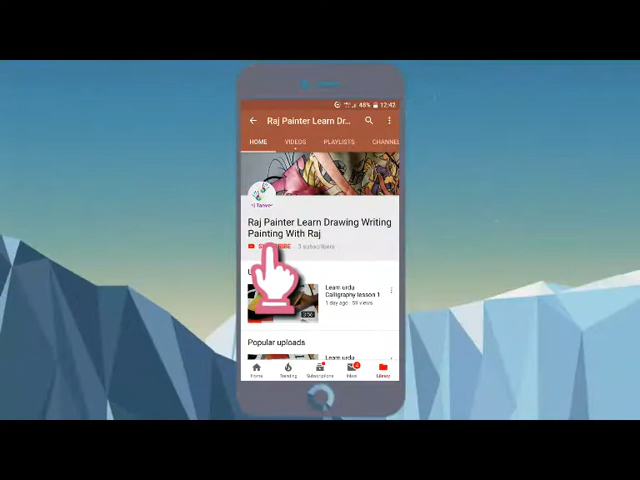 48% 12:42
Raj Painter Learn Dr...
HOME VIDEOS PLAYLISTS CHANNEL
Raj Painter Learn Drawing Writing
Painting With Raj
3 subscribers
Learn urdu
Calligraphy lesson 1
1 day ago · 59 views
Popular uploads
Learn urdu
Home Trending Subscriptions Inbox Library